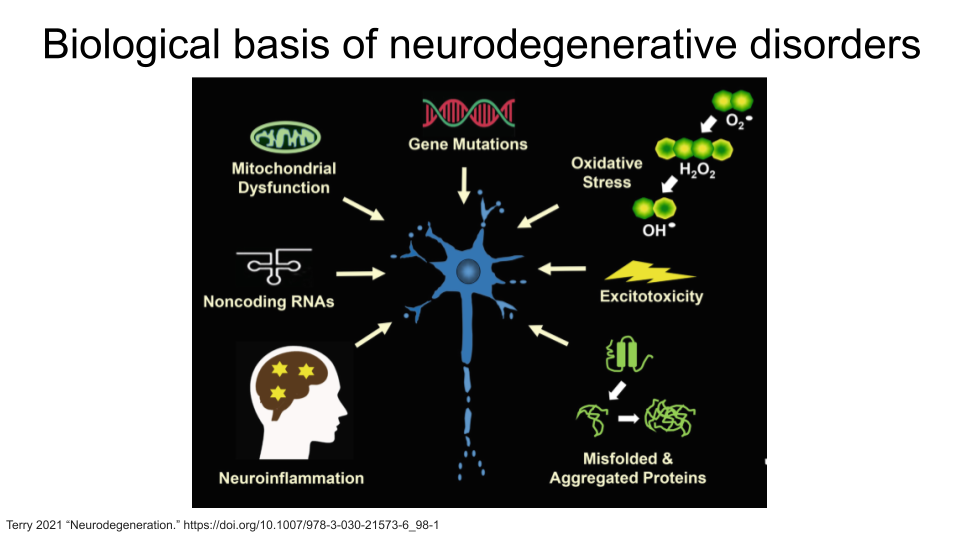 Biological basis of neurodegenerative disorders
Gene Mutations
Mitochondrial
Dysfunction
Oxidative
Stress
O₂•
H₂O₂
OH•
Noncoding RNAs
Excitotoxicity
Neuroinflammation
Misfolded &
Aggregated Proteins
Terry 2021 “Neurodegeneration.” https://doi.org/10.1007/978-3-030-21573-6_98-1